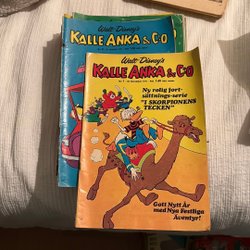 Walt Disney's
KALLE ANKA & C:O
Walt Disney's
KALLE ANKA & C:O
Ny rolig fort-
sättnings-serie
"I SKORPIONENS
TECKEN"
Gott Nytt År
med Nya Festliga
Äventyr!